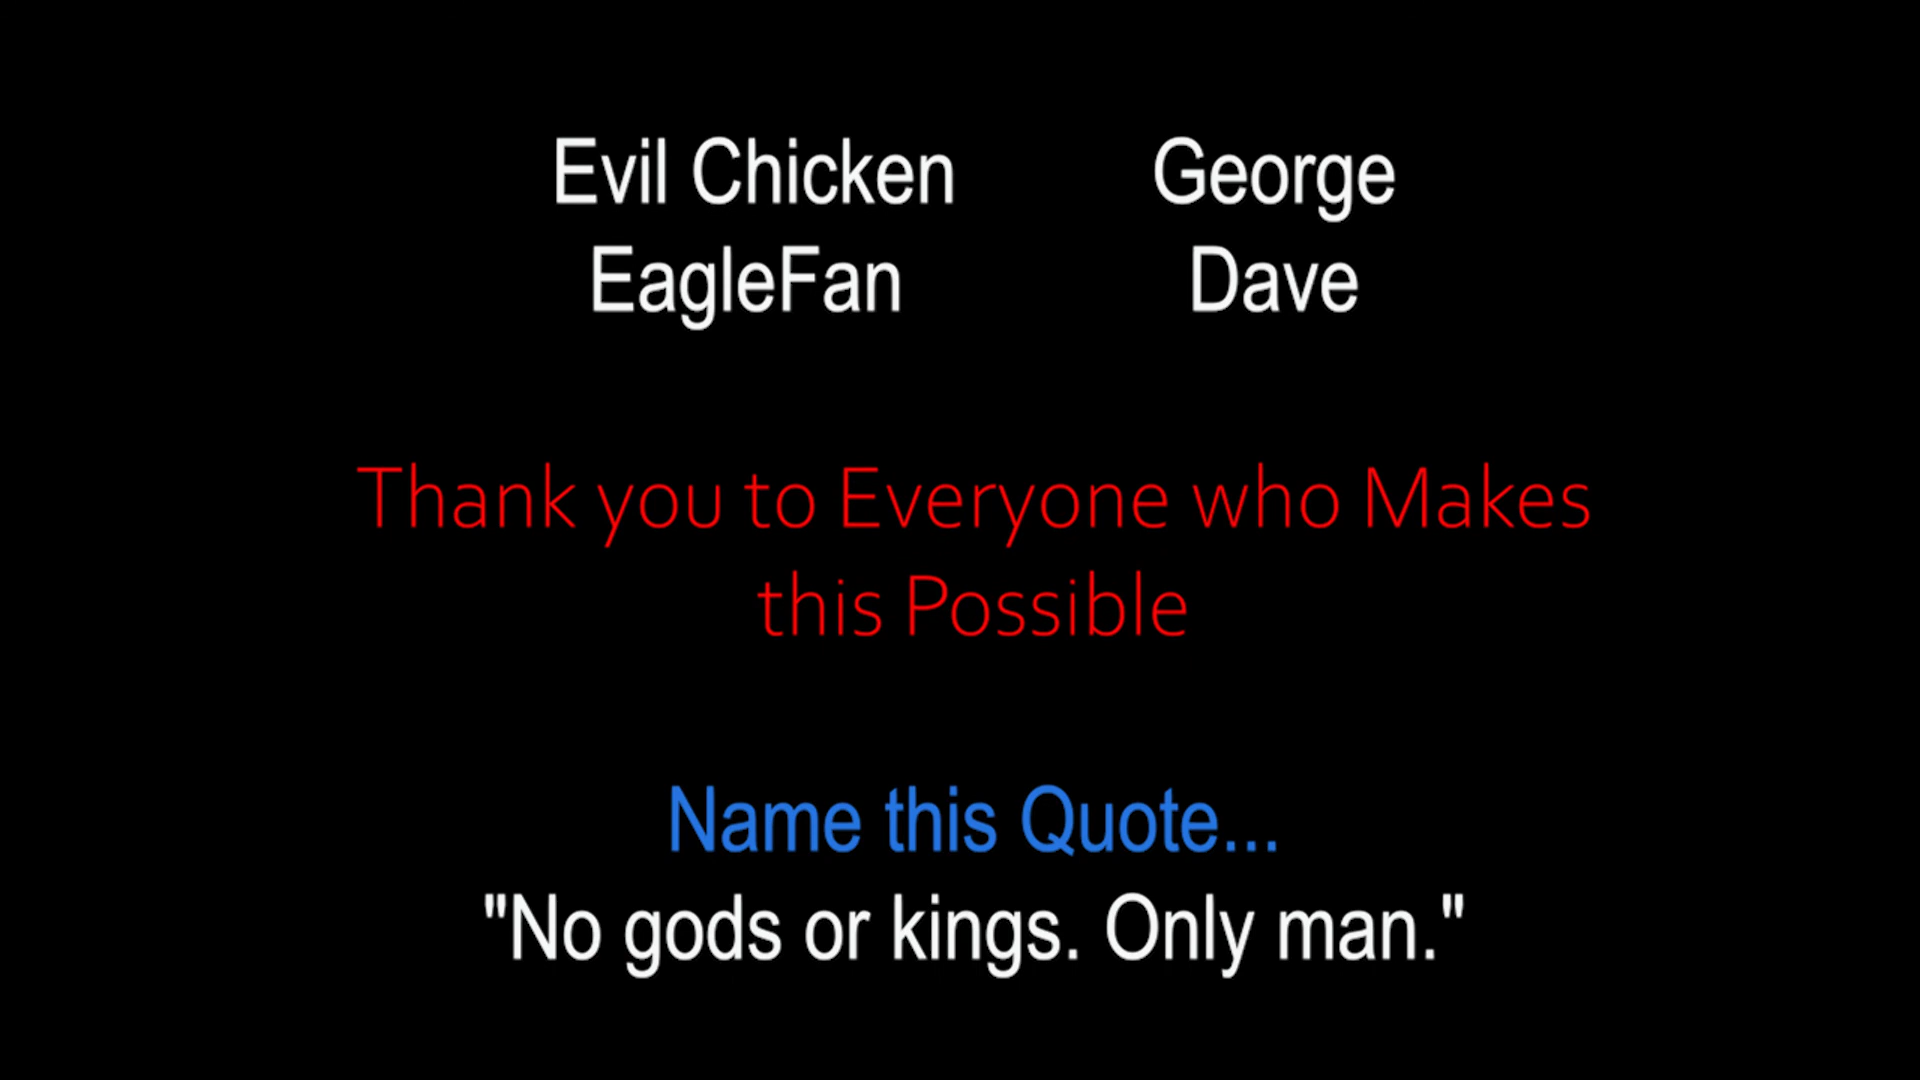 Evil Chicken George
EagleFan Dave
Thank you to Everyone who Makes
this Possible
Name this Quote...
"No gods or kings. Only man."